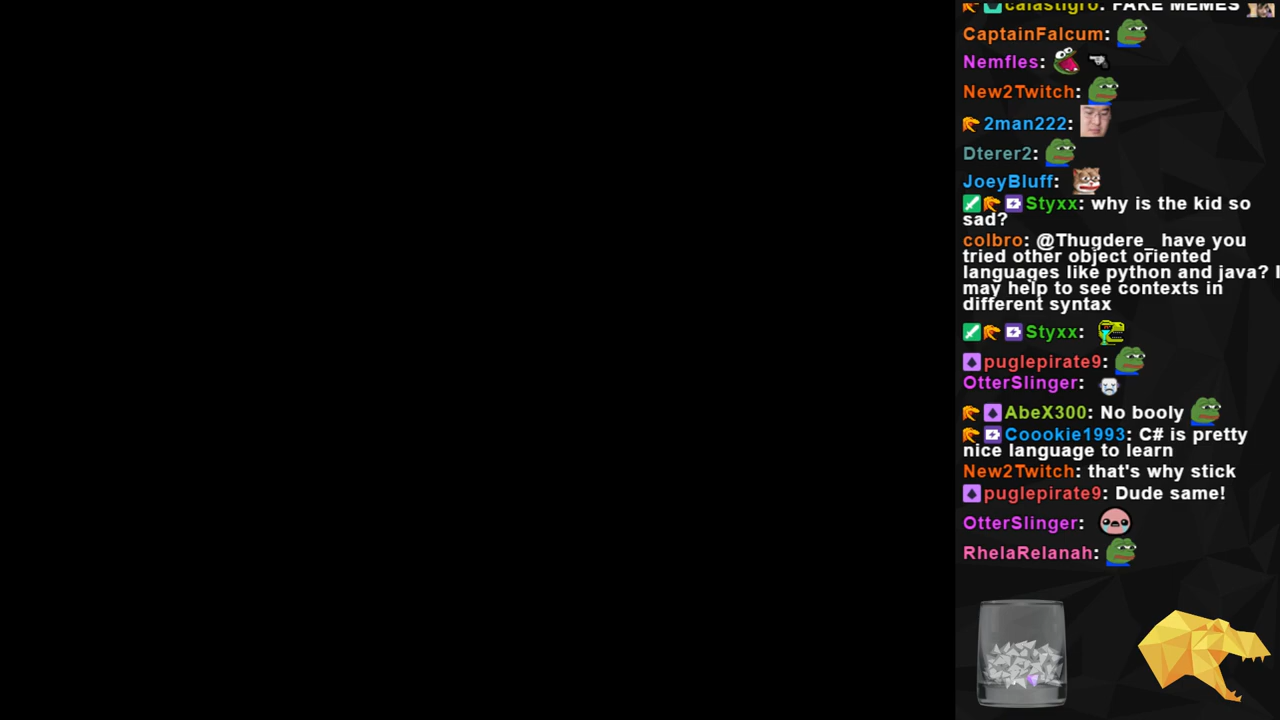 calastigro: FAKE MEMES
CaptainFalcum:
Nemfles:
New2Twitch:
2man222:
Dterer2:
JoeyBluff:
Styxx: why is the kid so
sad?
colbro: @Thugdere_ have you
tried other object oriented
languages like python and java? I
may help to see contexts in
different syntax
Styxx:
puglepirate9:
OtterSlinger:
AbeX300: No booly
Coookie1993: C# is pretty
nice language to learn
New2Twitch: that's why stick
puglepirate9: Dude same!
OtterSlinger:
RhelaRelanah: